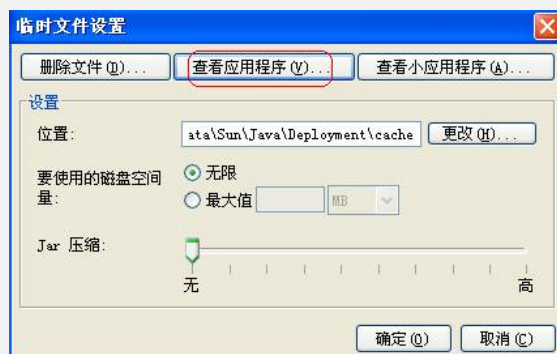 临时文件设置
删除文件(D)... 查看应用程序(V)... 查看小应用程序(A)...
设置
位置: ata\Sun\Java\Deployment\cache 更改(H)...
要使用的磁盘空间量: 无限
最大值 MB
Jar 压缩:
无 高
确定(O) 取消(C)